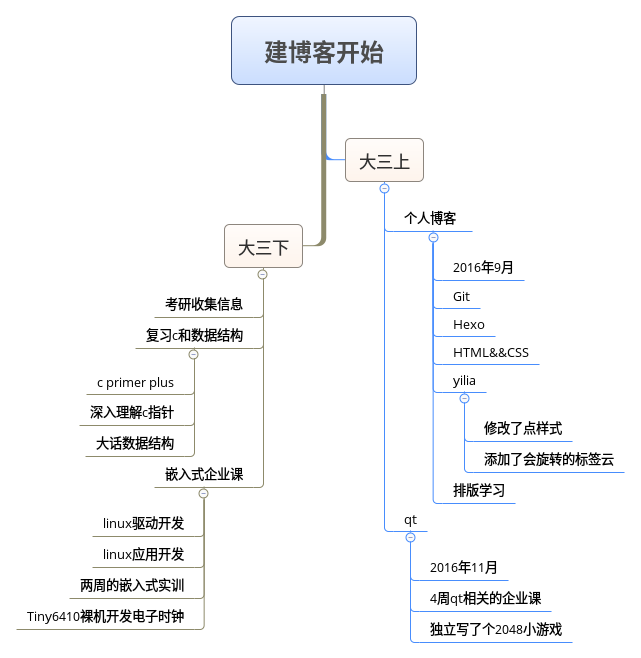 建博客开始
大三上
个人博客
2016年9月
Git
Hexo
HTML&&CSS
yilia
修改了点样式
添加了会旋转的标签云
排版学习
qt
2016年11月
4周qt相关的企业课
独立写了个2048小游戏
大三下
考研收集信息
复习c和数据结构
c primer plus
深入理解c指针
大话数据结构
嵌入式企业课
linux驱动开发
linux应用开发
两周的嵌入式实训
Tiny6410裸机开发电子时钟